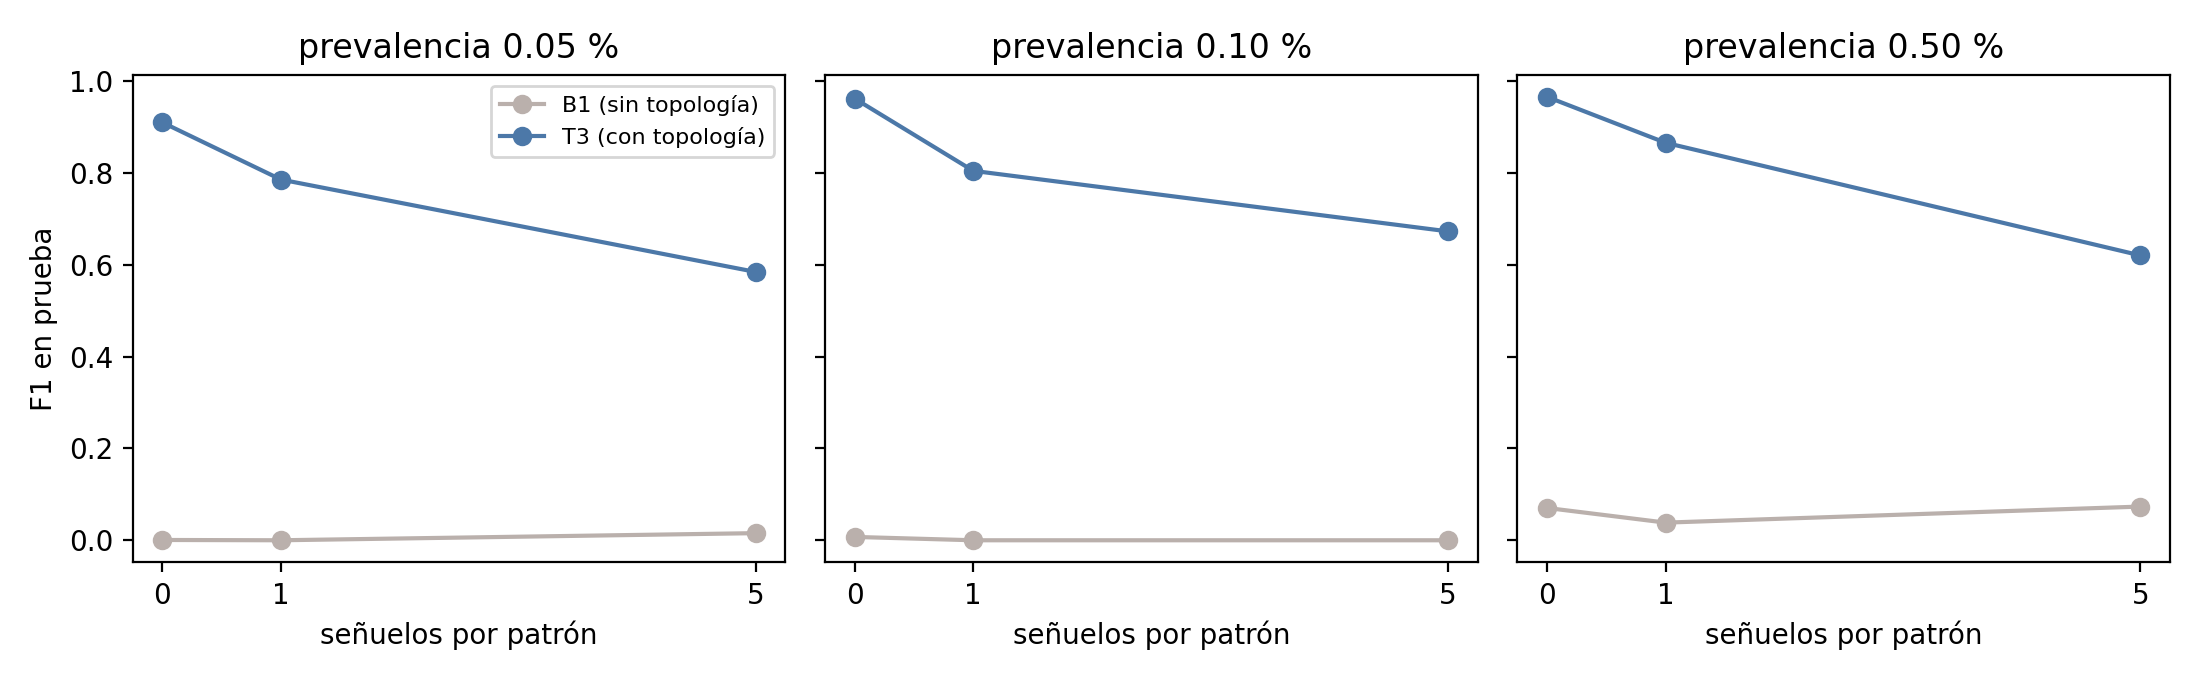 prevalencia 0.05 %
prevalencia 0.10 %
prevalencia 0.50 %
F1 en prueba
1.0
0.8
0.6
0.4
0.2
0.0
B1 (sin topología)
T3 (con topología)
0 1 5
0 1 5
0 1 5
señuelos por patrón
señuelos por patrón
señuelos por patrón